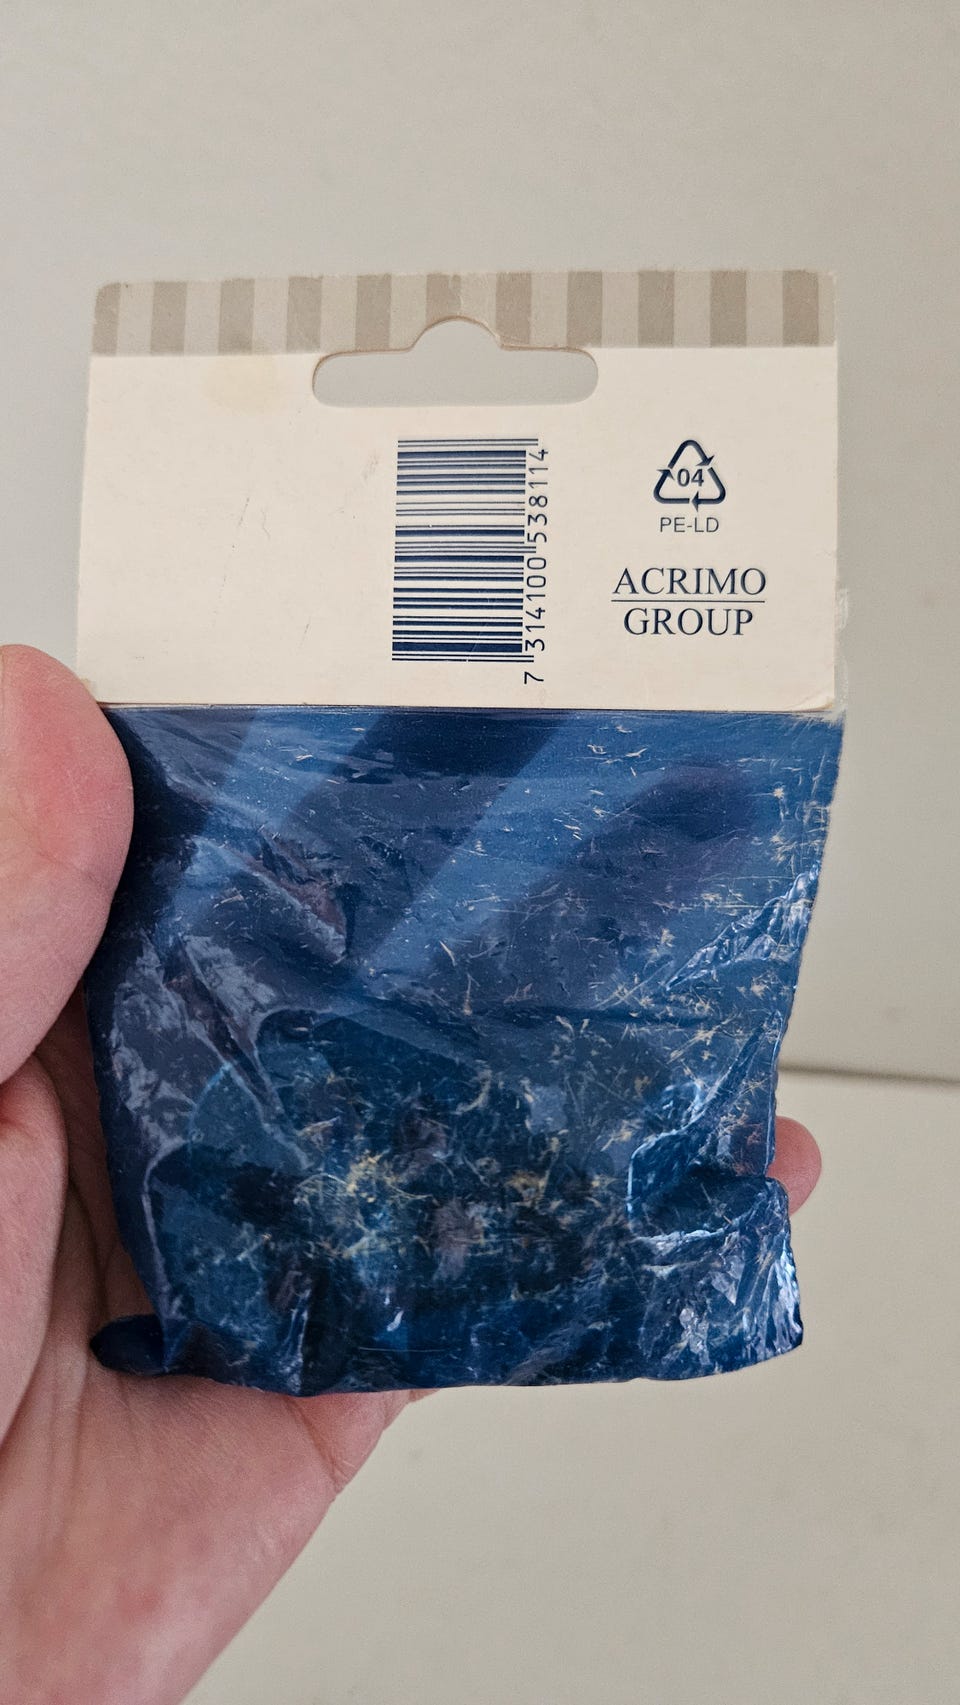 7 314100 538114
04
PE-LD
ACRIMO
GROUP